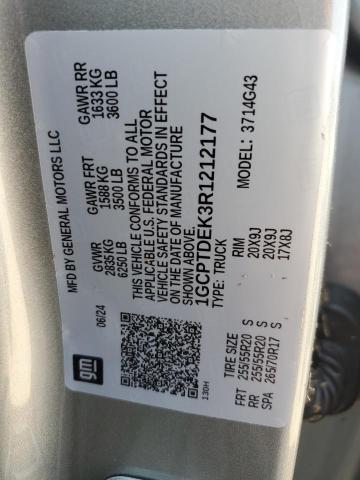 MFD BY GENERAL MOTORS LLC
GVWR GAWR FRT GAWR RR
2835 KG 1588 KG 1633 KG
6250 LB 3500 LB 3600 LB
THIS VEHICLE CONFORMS TO ALL
APPLICABLE U.S. FEDERAL MOTOR
VEHICLE SAFETY STANDARDS IN EFFECT
ON THE DATE OF MANUFACTURE
SHOWN ABOVE.
1GCPTDEK3R1212177
TYPE: TRUCK MODEL: 3714G43
06/24
gm
130H
TIRE SIZE RIM
FRT 255/55R20 S 20X9J
RR 255/55R20 S 20X9J
SPA 265/70R17 S 17X8J